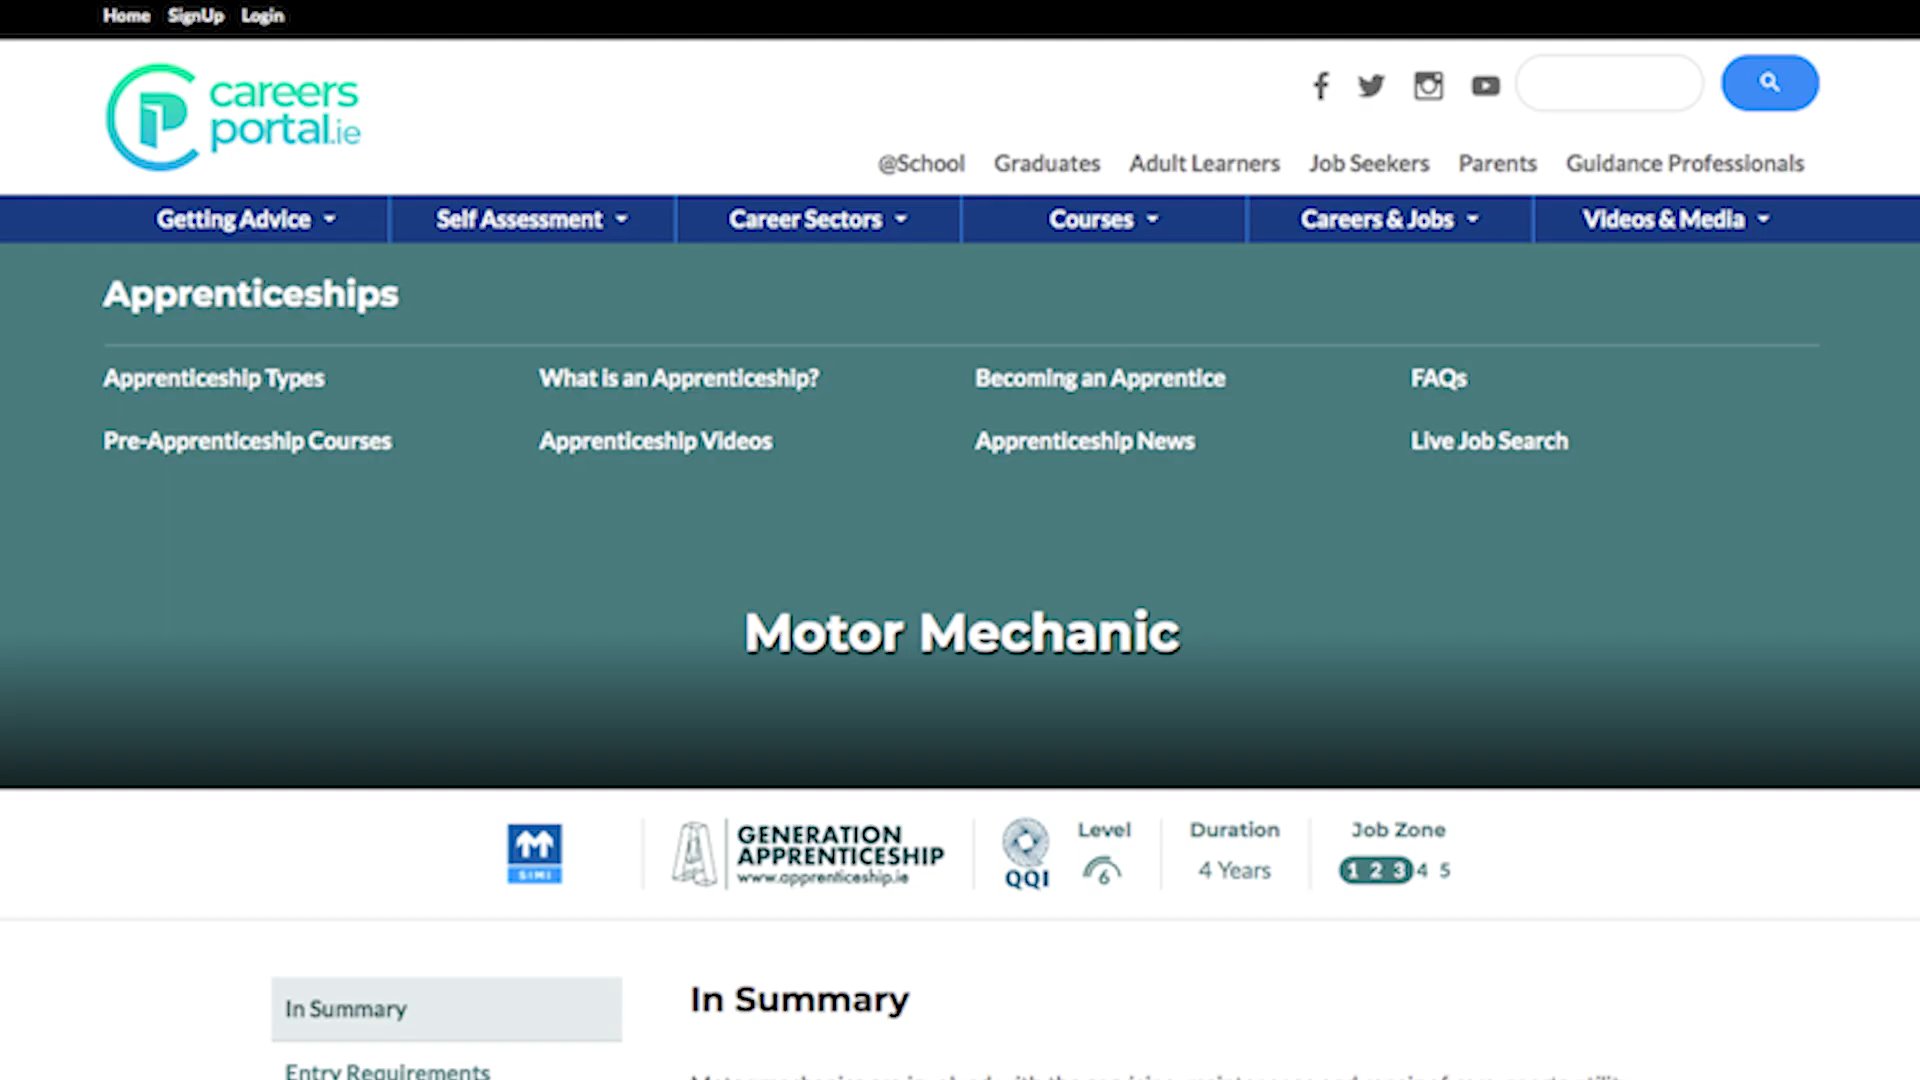 Home SignUp Login
careers
portal.ie
@School Graduates Adult Learners Job Seekers Parents Guidance Professionals
Getting Advice Self Assessment Career Sectors Courses Careers & Jobs Videos & Media
Apprenticeships
Apprenticeship Types What is an Apprenticeship? Becoming an Apprentice FAQs
Pre-Apprenticeship Courses Apprenticeship Videos Apprenticeship News Live Job Search
Motor Mechanic
SIMI
GENERATION
APPRENTICESHIP
www.apprenticeship.ie
QQI
Level
6
Duration
4 Years
Job Zone
1 2 3 4 5
In Summary
Entry Requirements
In Summary